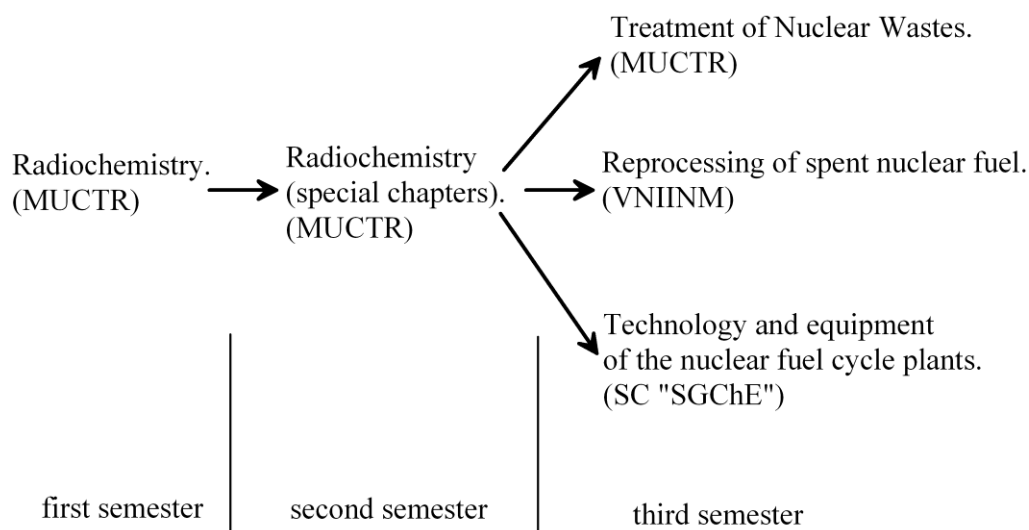 Radiochemistry.
(MUCTR)
Radiochemistry
(special chapters).
(MUCTR)
Treatment of Nuclear Wastes.
(MUCTR)
Reprocessing of spent nuclear fuel.
(VNIINM)
Technology and equipment
of the nuclear fuel cycle plants.
(SC "SGChE")
first semester
second semester
third semester